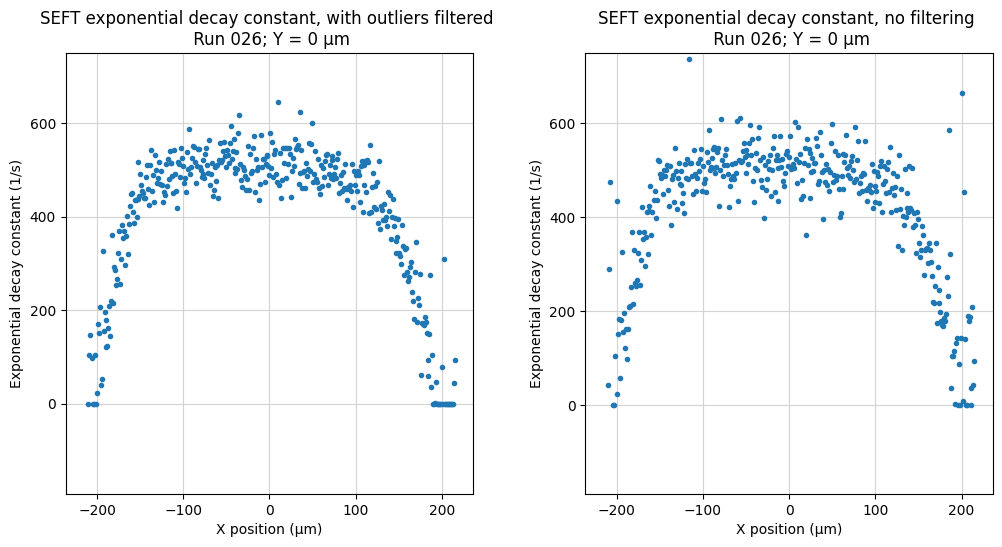 SEFT exponential decay constant, with outliers filtered
Run 026; Y = 0 μm
Exponential decay constant (1/s)
600
400
200
0
−200
−100
0
100
200
X position (μm)
SEFT exponential decay constant, no filtering
Run 026; Y = 0 μm
Exponential decay constant (1/s)
600
400
200
0
−200
−100
0
100
200
X position (μm)